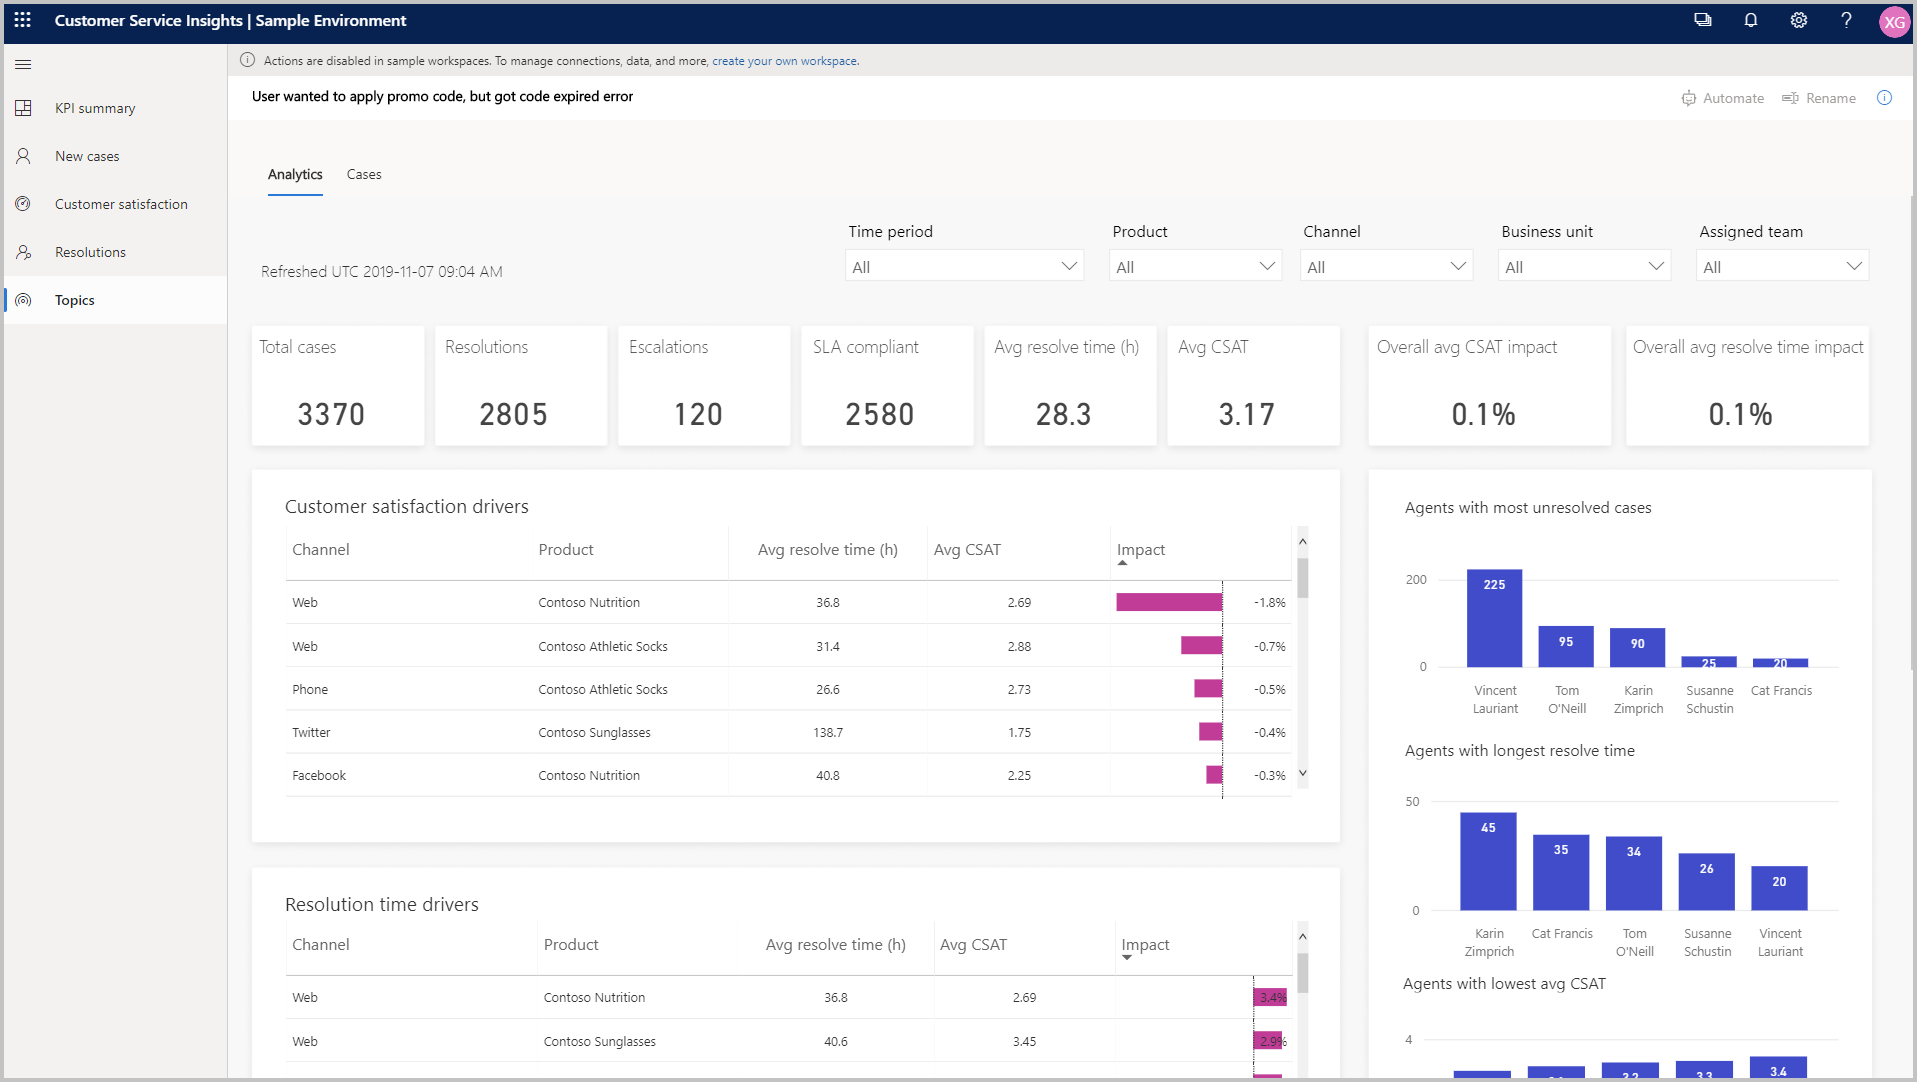 Customer Service Insights | Sample Environment
XG
Actions are disabled in sample workspaces. To manage connections, data, and more, create your own workspace.
User wanted to apply promo code, but got code expired error
Automate
Rename
KPI summary
New cases
Customer satisfaction
Resolutions
Topics
Analytics
Cases
Time period
Product
Channel
Business unit
Assigned team
Refreshed UTC 2019-11-07 09:04 AM
All
All
All
All
All
Total cases
3370
Resolutions
2805
Escalations
120
SLA compliant
2580
Avg resolve time (h)
28.3
Avg CSAT
3.17
Overall avg CSAT impact
0.1%
Overall avg resolve time impact
0.1%
Customer satisfaction drivers
Channel Product Avg resolve time (h) Avg CSAT Impact
Web Contoso Nutrition 36.8 2.69 -1.8%
Web Contoso Athletic Socks 31.4 2.88 -0.7%
Phone Contoso Athletic Socks 26.6 2.73 -0.5%
Twitter Contoso Sunglasses 138.7 1.75 -0.4%
Facebook Contoso Nutrition 40.8 2.25 -0.3%
Resolution time drivers
Channel Product Avg resolve time (h) Avg CSAT Impact
Web Contoso Nutrition 36.8 2.69 3.4%
Web Contoso Sunglasses 40.6 3.45 2.9%
Agents with most unresolved cases
200
0
225
95
90
25
20
Vincent Lauriant
Tom O'Neill
Karin Zimprich
Susanne Schustin
Cat Francis
Agents with longest resolve time
50
0
45
35
34
26
20
Karin Zimprich
Cat Francis
Tom O'Neill
Susanne Schustin
Vincent Lauriant
Agents with lowest avg CSAT
4
3.2
3.3
3.4